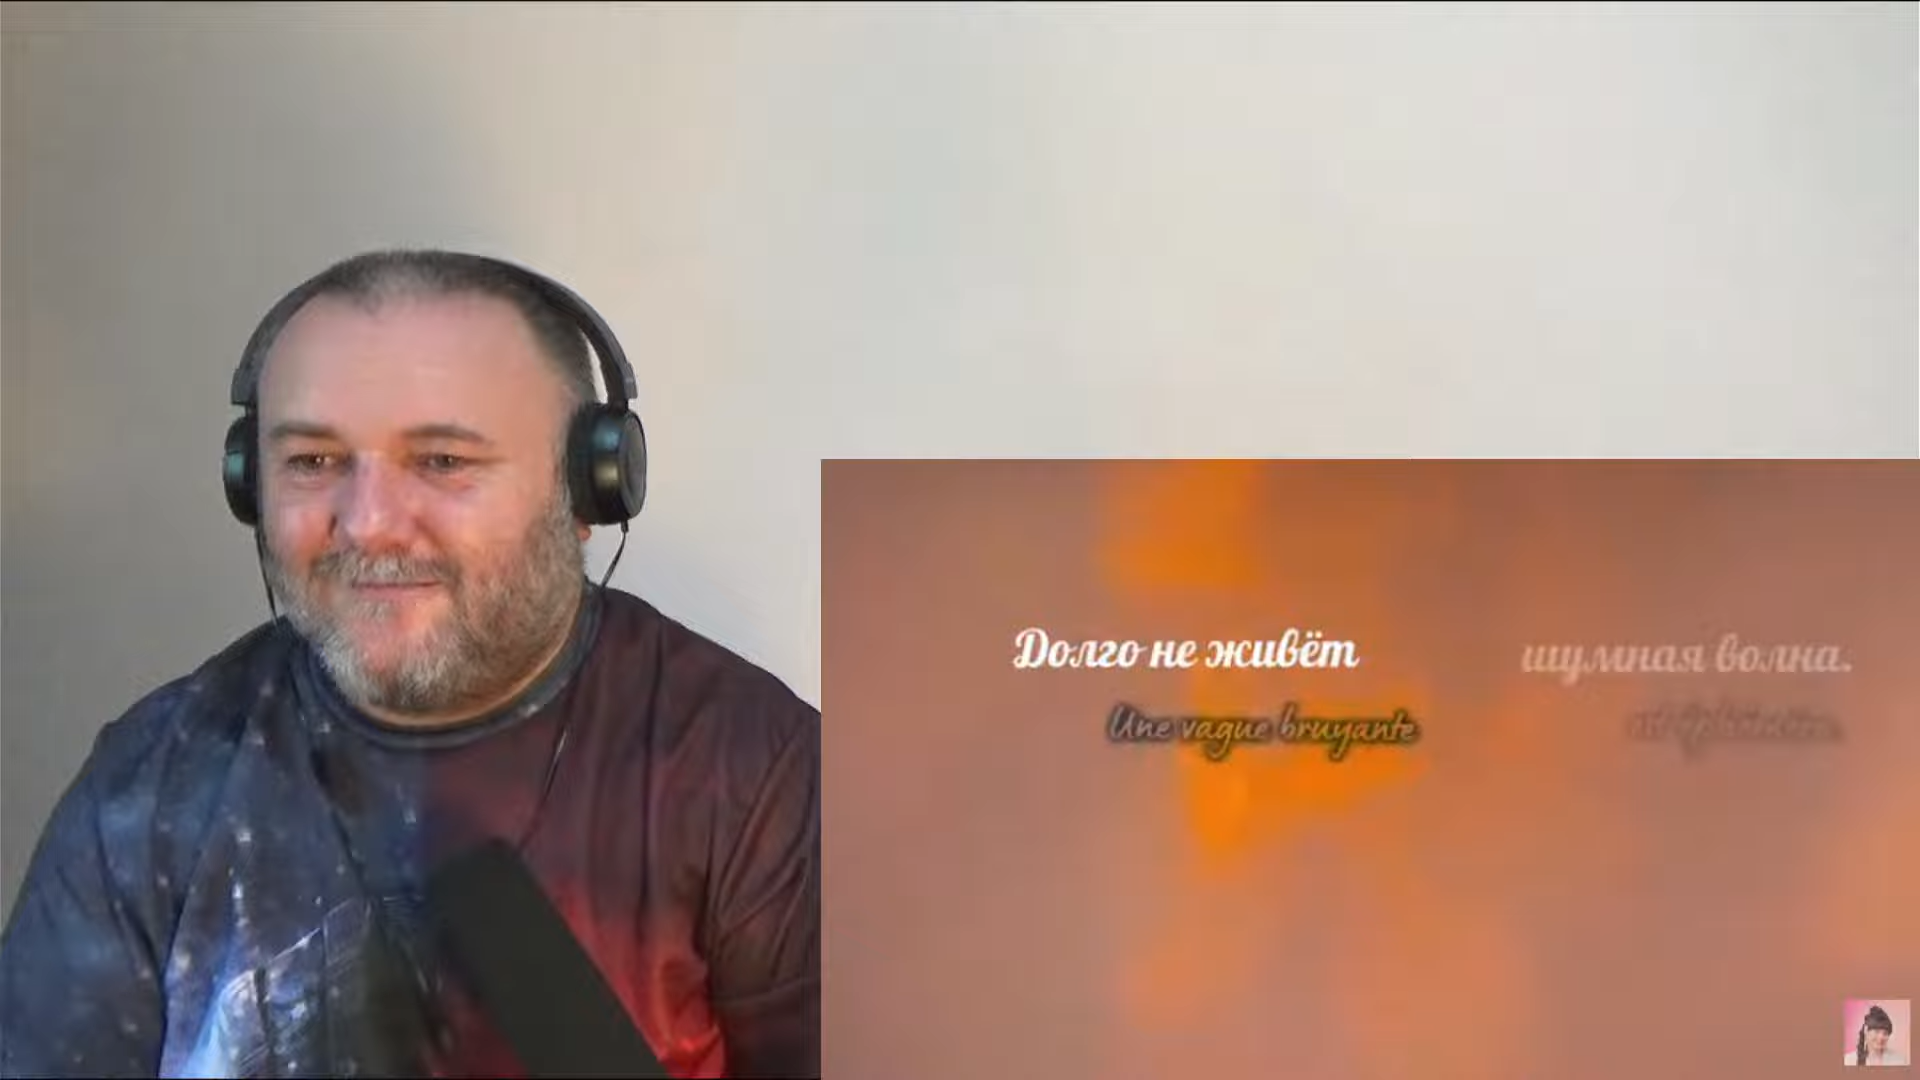 Долго не живёт шумная волна.
Une vague bruyante